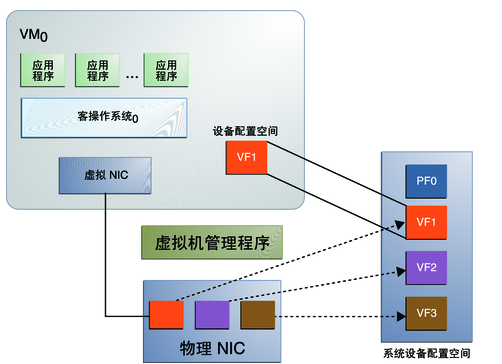 VM0
应用
程序
应用
程序
...
应用
程序
客操作系统0
设备配置空间
VF1
虚拟 NIC
PF0
VF1
虚拟机管理程序
VF2
VF3
物理 NIC
系统设备配置空间